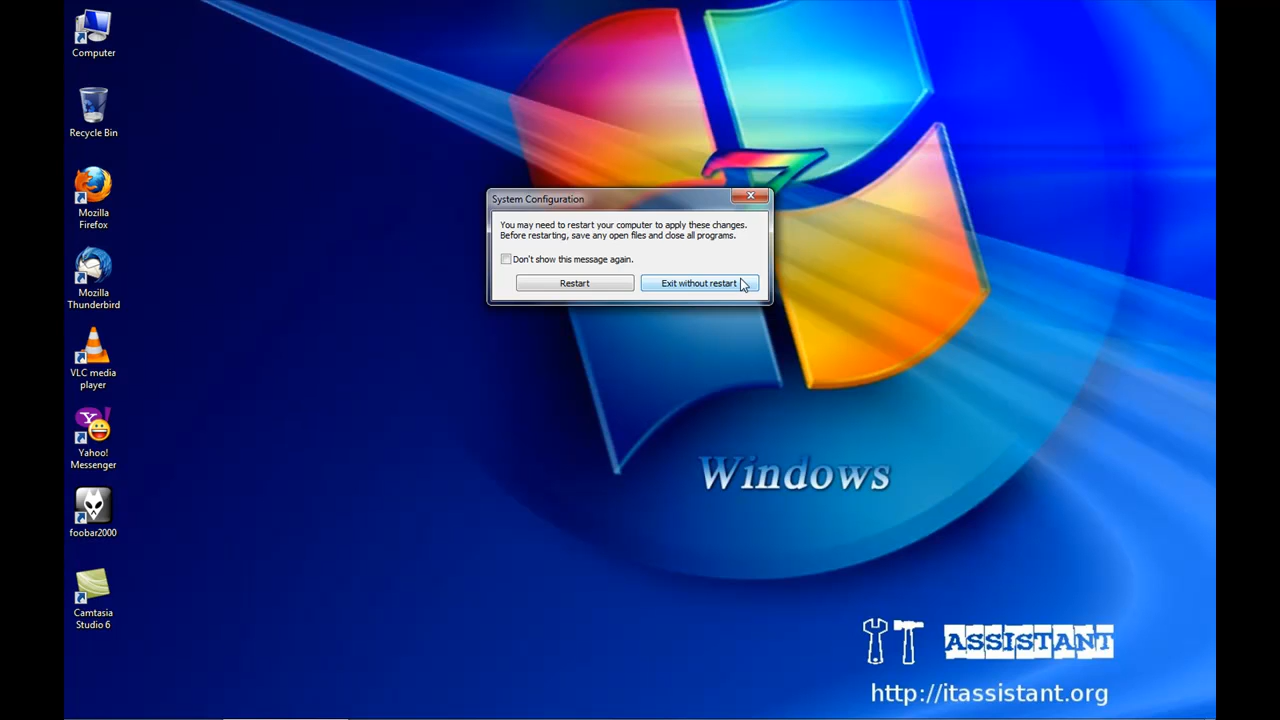 Computer
Recycle Bin
Mozilla
Firefox
Mozilla
Thunderbird
VLC media
player
Yahoo!
Messenger
foobar2000
Camtasia
Studio 6
7
System Configuration
You may need to restart your computer to apply these changes.
Before restarting, save any open files and close all programs.
Don't show this message again.
Restart
Exit without restart
Windows
IT ASSISTANT
http://itassistant.org